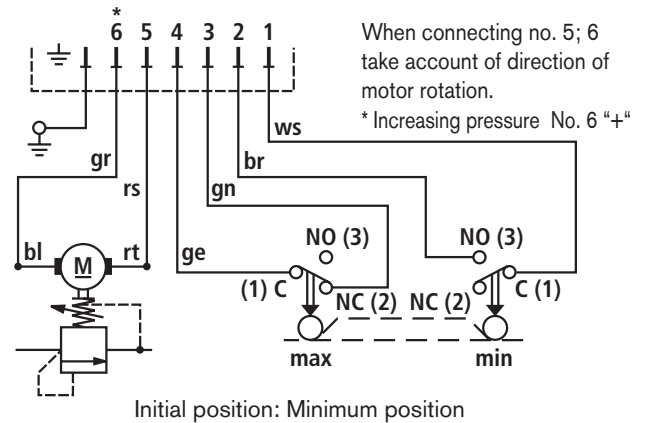 *
6 5 4 3 2 1
When connecting no. 5; 6
take account of direction of
motor rotation.
* Increasing pressure No. 6 “+“
ws
gr
br
rs
gn
bl
M
rt
ge
NO (3)
NO (3)
(1) C
NC (2)
NC (2)
C (1)
max
min
Initial position: Minimum position